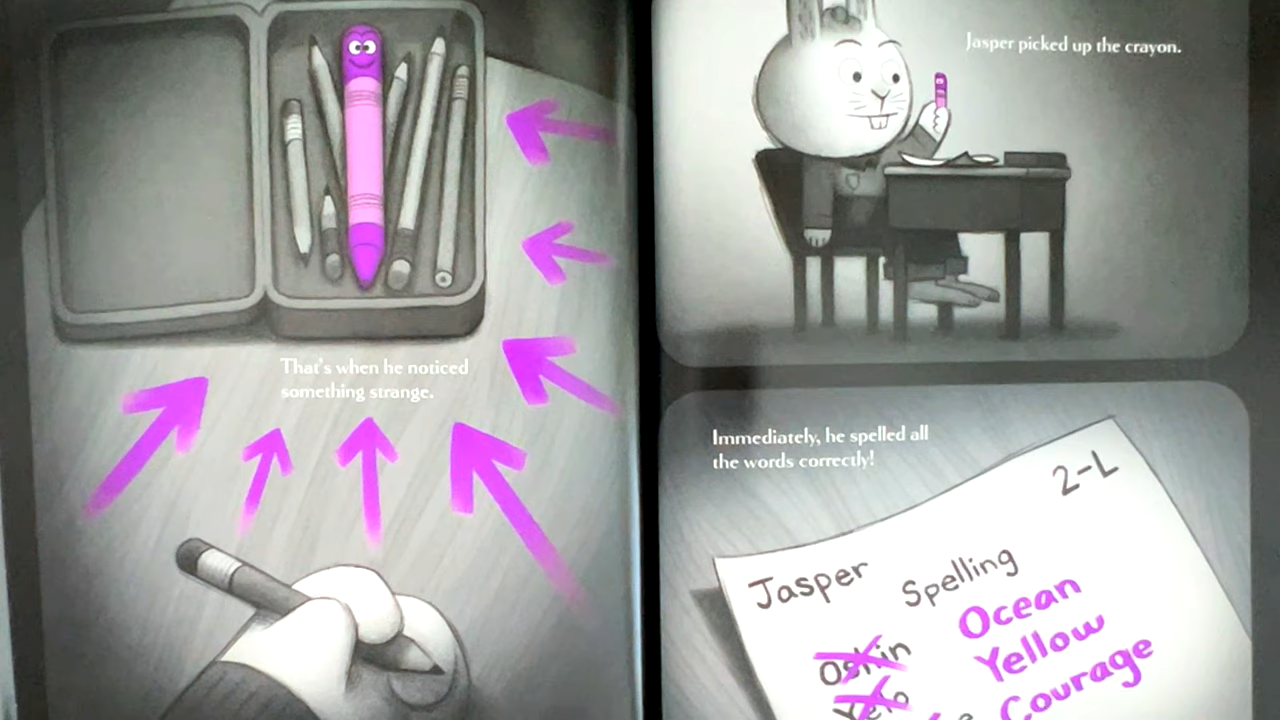 That's when he noticed
something strange.
Jasper picked up the crayon.
Immediately, he spelled all
the words correctly!
2-L
Jasper
Spelling
Oshin
Ocean
Yellow
Courage